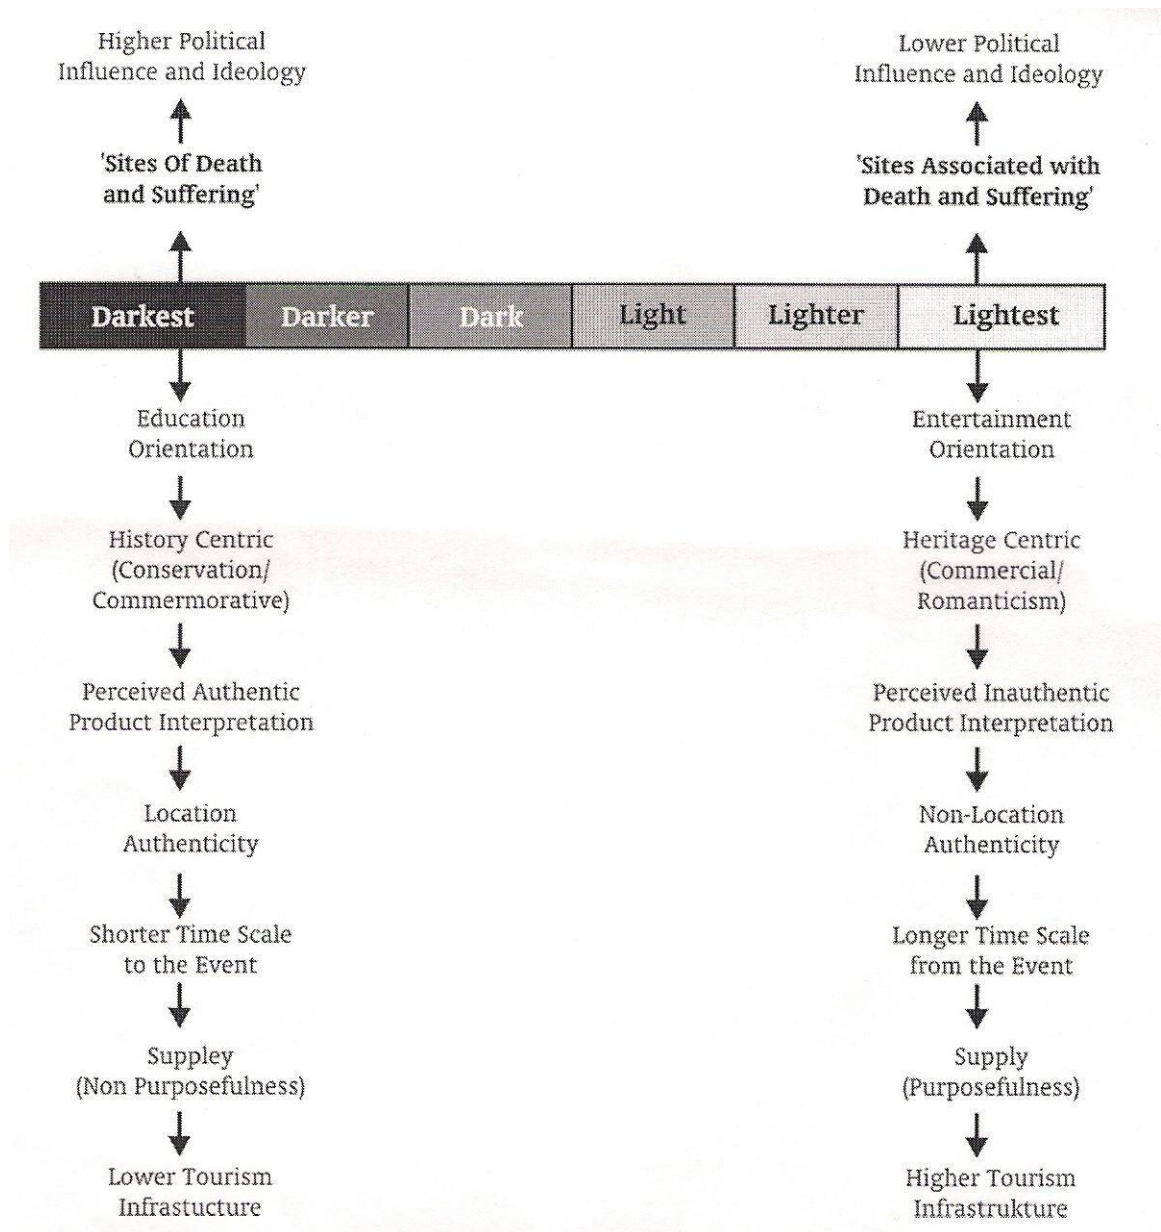 Higher Political
Influence and Ideology
Lower Political
Influence and Ideology
'Sites Of Death
and Suffering'
'Sites Associated with
Death and Suffering'
Darkest Darker Dark Light Lighter Lightest
Education
Orientation
Entertainment
Orientation
History Centric
(Conservation/
Commermorative)
Heritage Centric
(Commercial/
Romanticism)
Perceived Authentic
Product Interpretation
Perceived Inauthentic
Product Interpretation
Location
Authenticity
Non-Location
Authenticity
Shorter Time Scale
to the Event
Longer Time Scale
from the Event
Suppley
(Non Purposefulness)
Supply
(Purposefulness)
Lower Tourism
Infrastucture
Higher Tourism
Infrastrukture